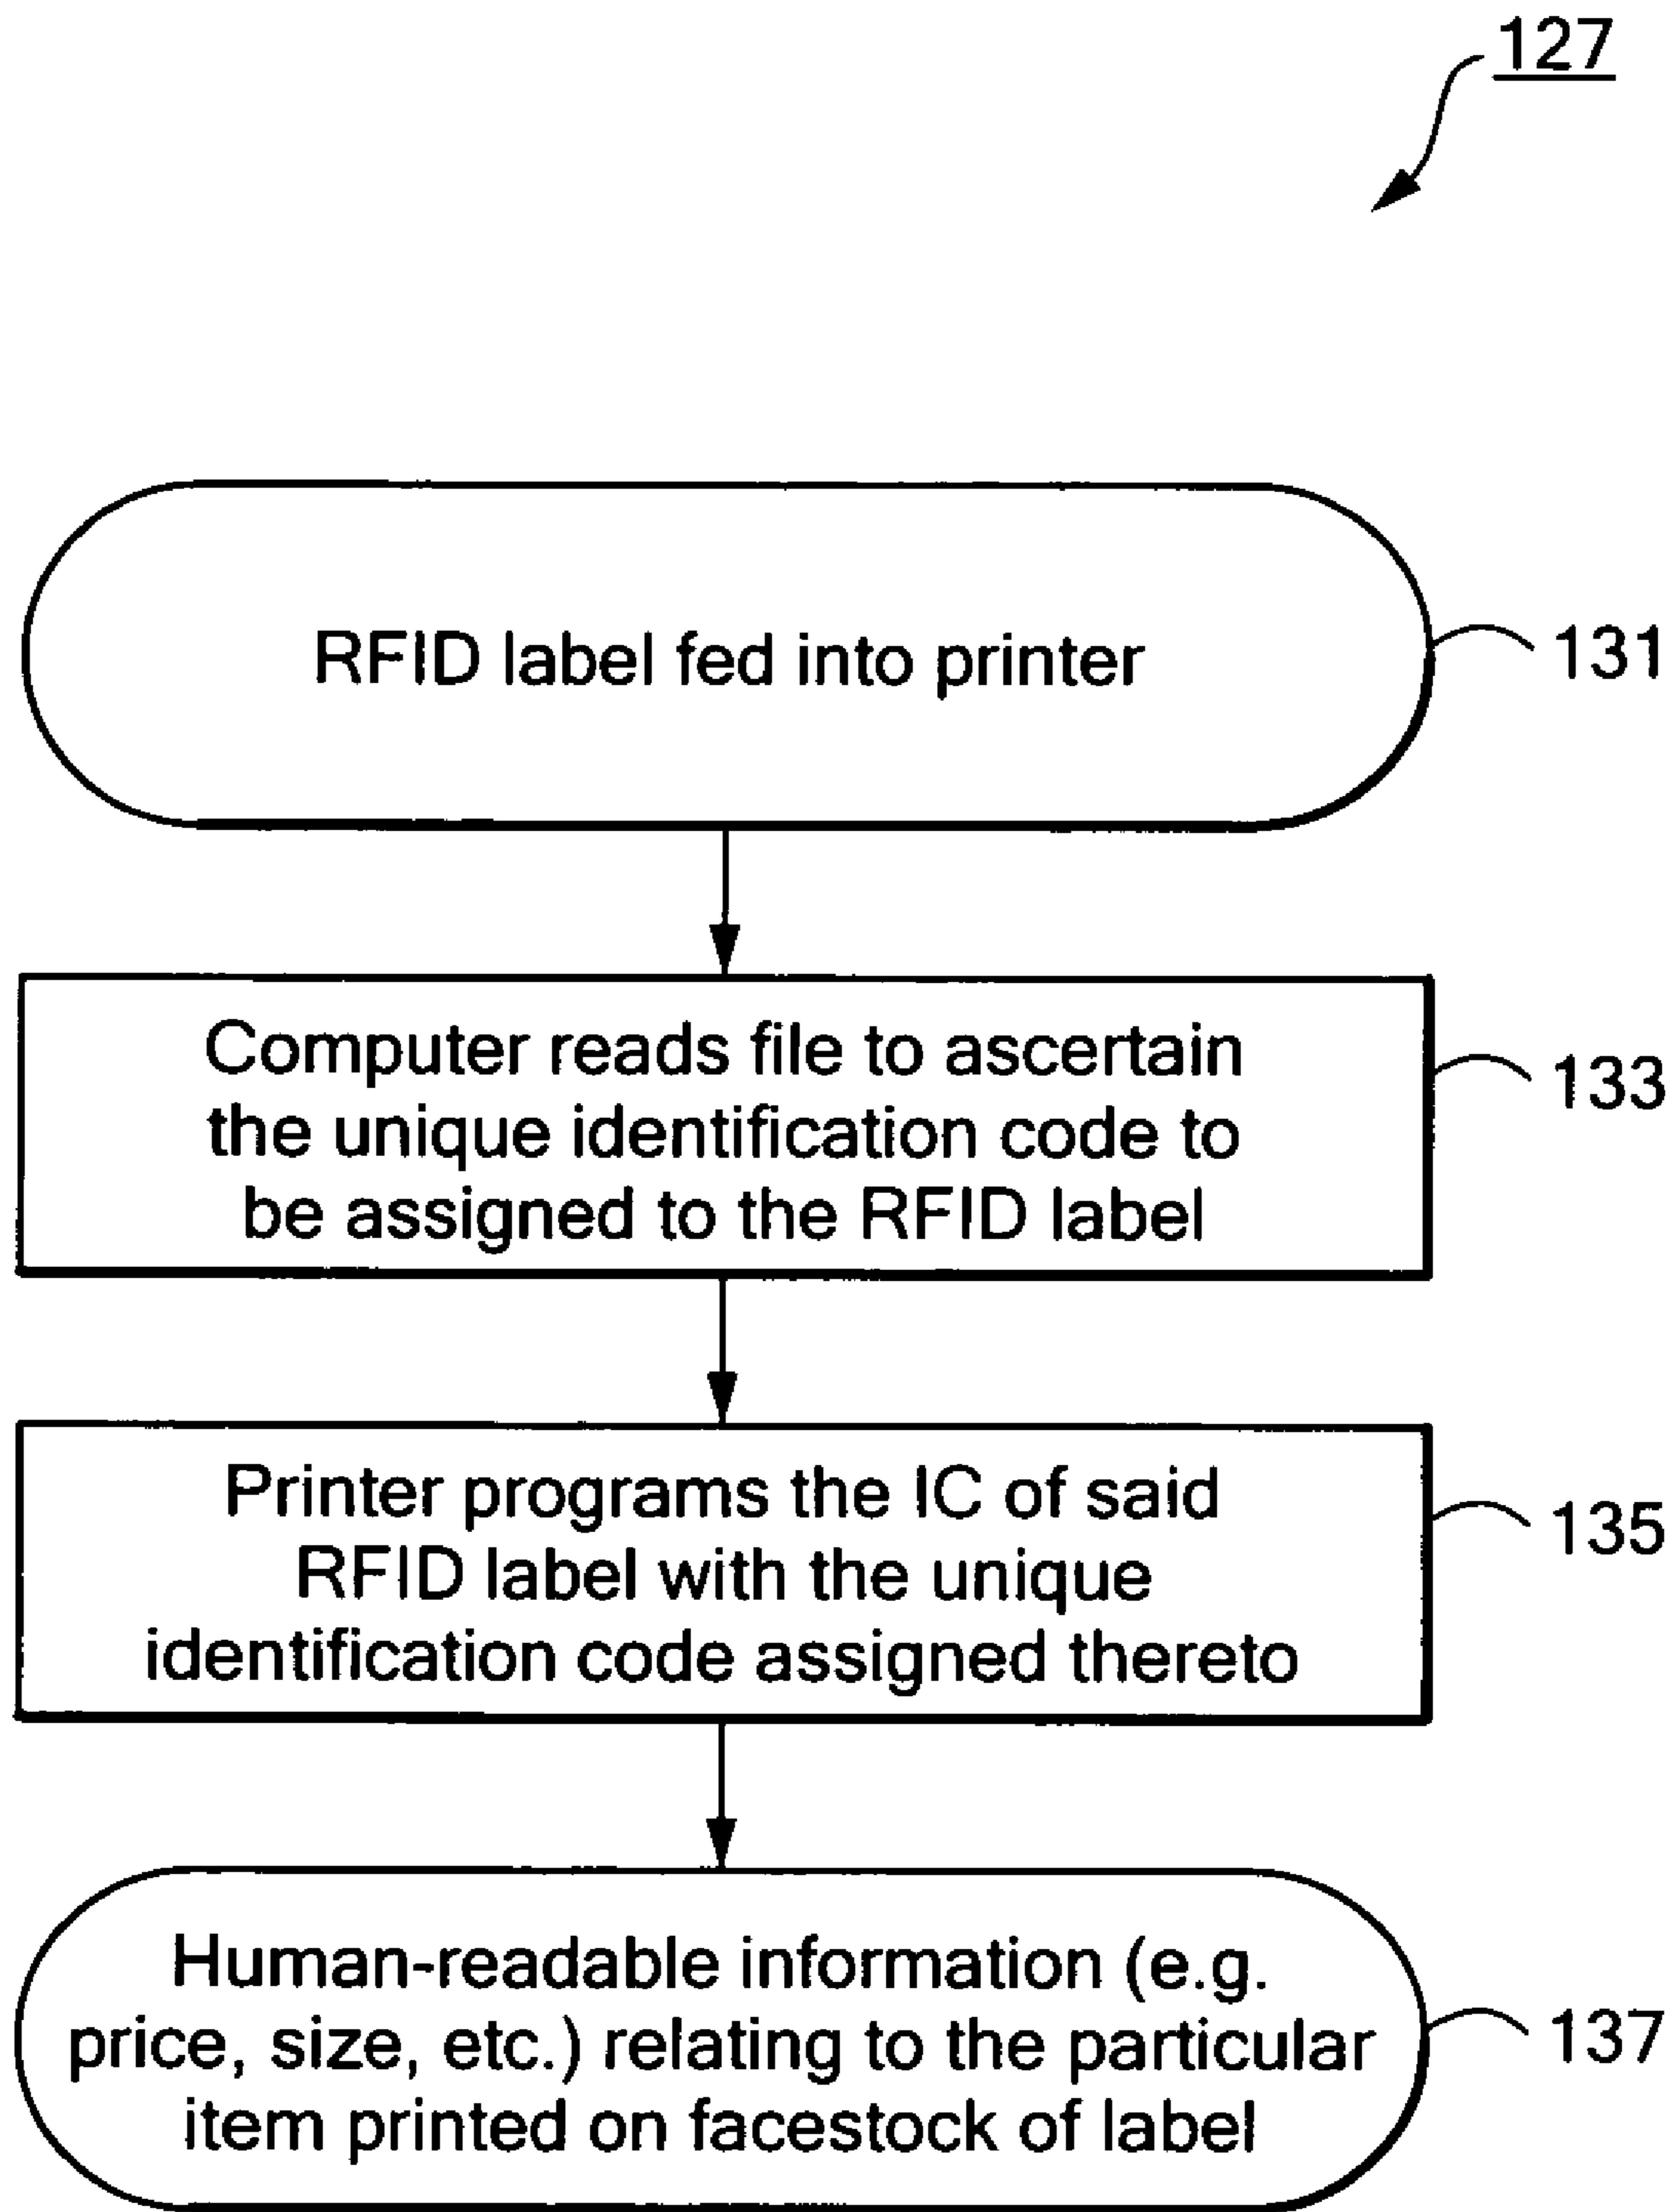 127
RFID label fed into printer
131
Computer reads file to ascertain
the unique identification code to
be assigned to the RFID label
133
Printer programs the IC of said
RFID label with the unique
identification code assigned thereto
135
Human-readable information (e.g.
price, size, etc.) relating to the particular
item printed on facestock of label
137